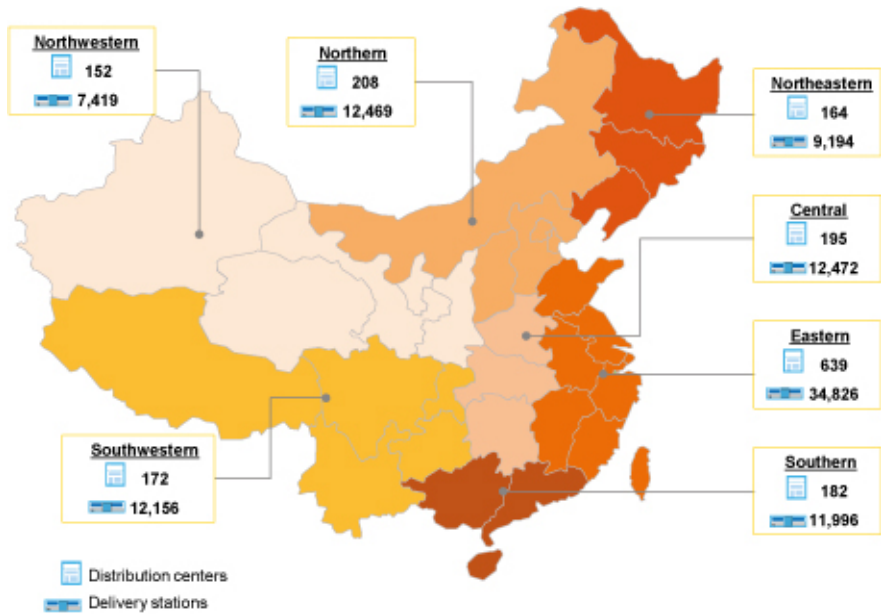 Northwestern
152
7,419
Northern
208
12,469
Northeastern
164
9,194
Central
195
12,472
Eastern
639
34,826
Southwestern
172
12,156
Southern
182
11,996
Distribution centers
Delivery stations